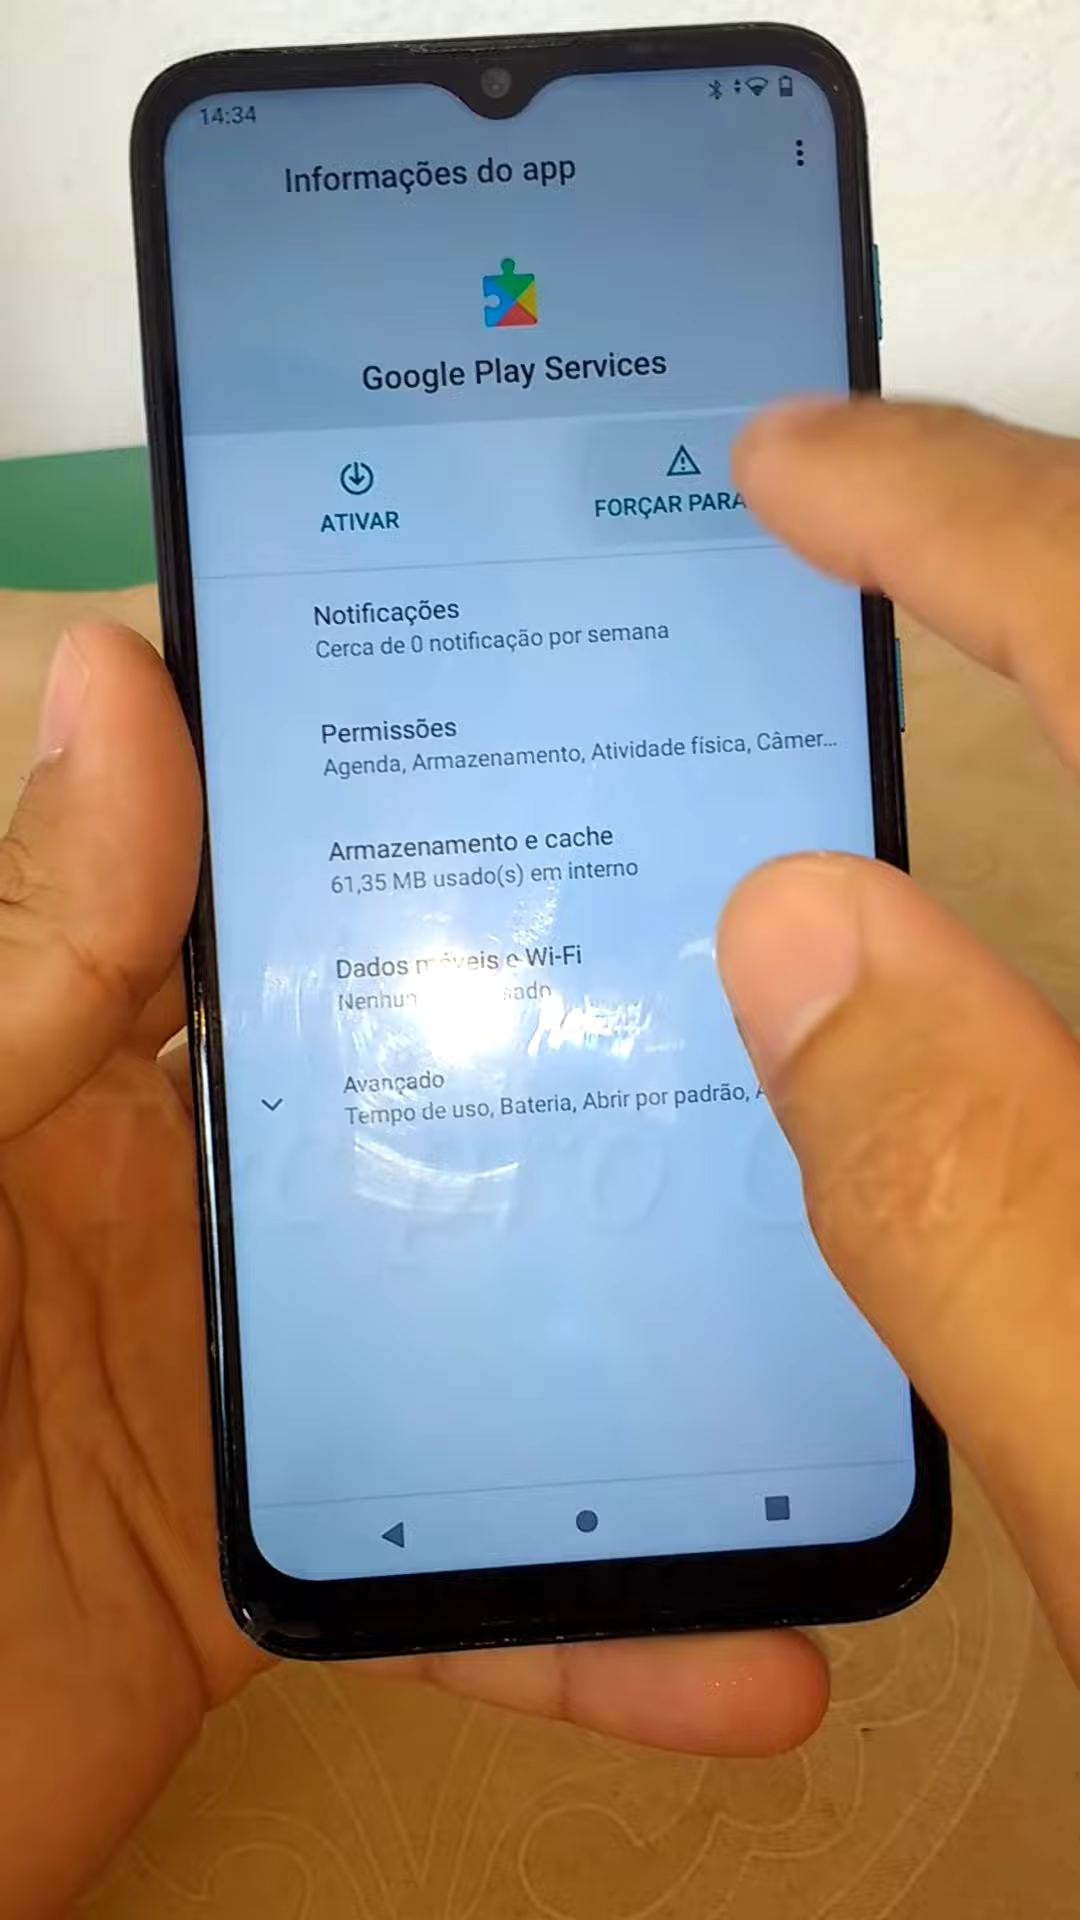 14:34
Informações do app
Google Play Services
ATIVAR
FORÇAR PARA
Notificações
Cerca de 0 notificação por semana
Permissões
Agenda, Armazenamento, Atividade física, Câmer...
Armazenamento e cache
61,35 MB usado(s) em interno
Dados móveis e Wi-Fi
Avançado
Tempo de uso, Bateria, Abrir por padrão, A